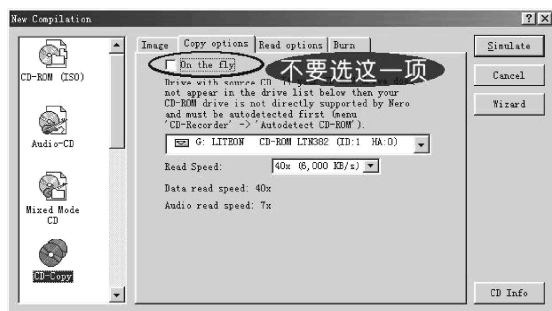 New Compilation
CD-ROM (ISO)
Audio-CD
Mixed Mode
CD
CD-Copy
Image
Copy options
Read options
Burn
On the fly
不要选这一项
Drive with source CD
not appear in the drive list below then your
CD-ROM drive is not directly supported by Nero
and must be autodetected first (menu
'CD-Recorder' -> 'Autodetect CD-ROM').
G: LITEON CD-ROM LTN382 (ID:1 HA:0)
Read Speed:
40x (6,000 KB/s)
Data read speed: 40x
Audio read speed: 7x
Simulate
Cancel
Wizard
CD Info